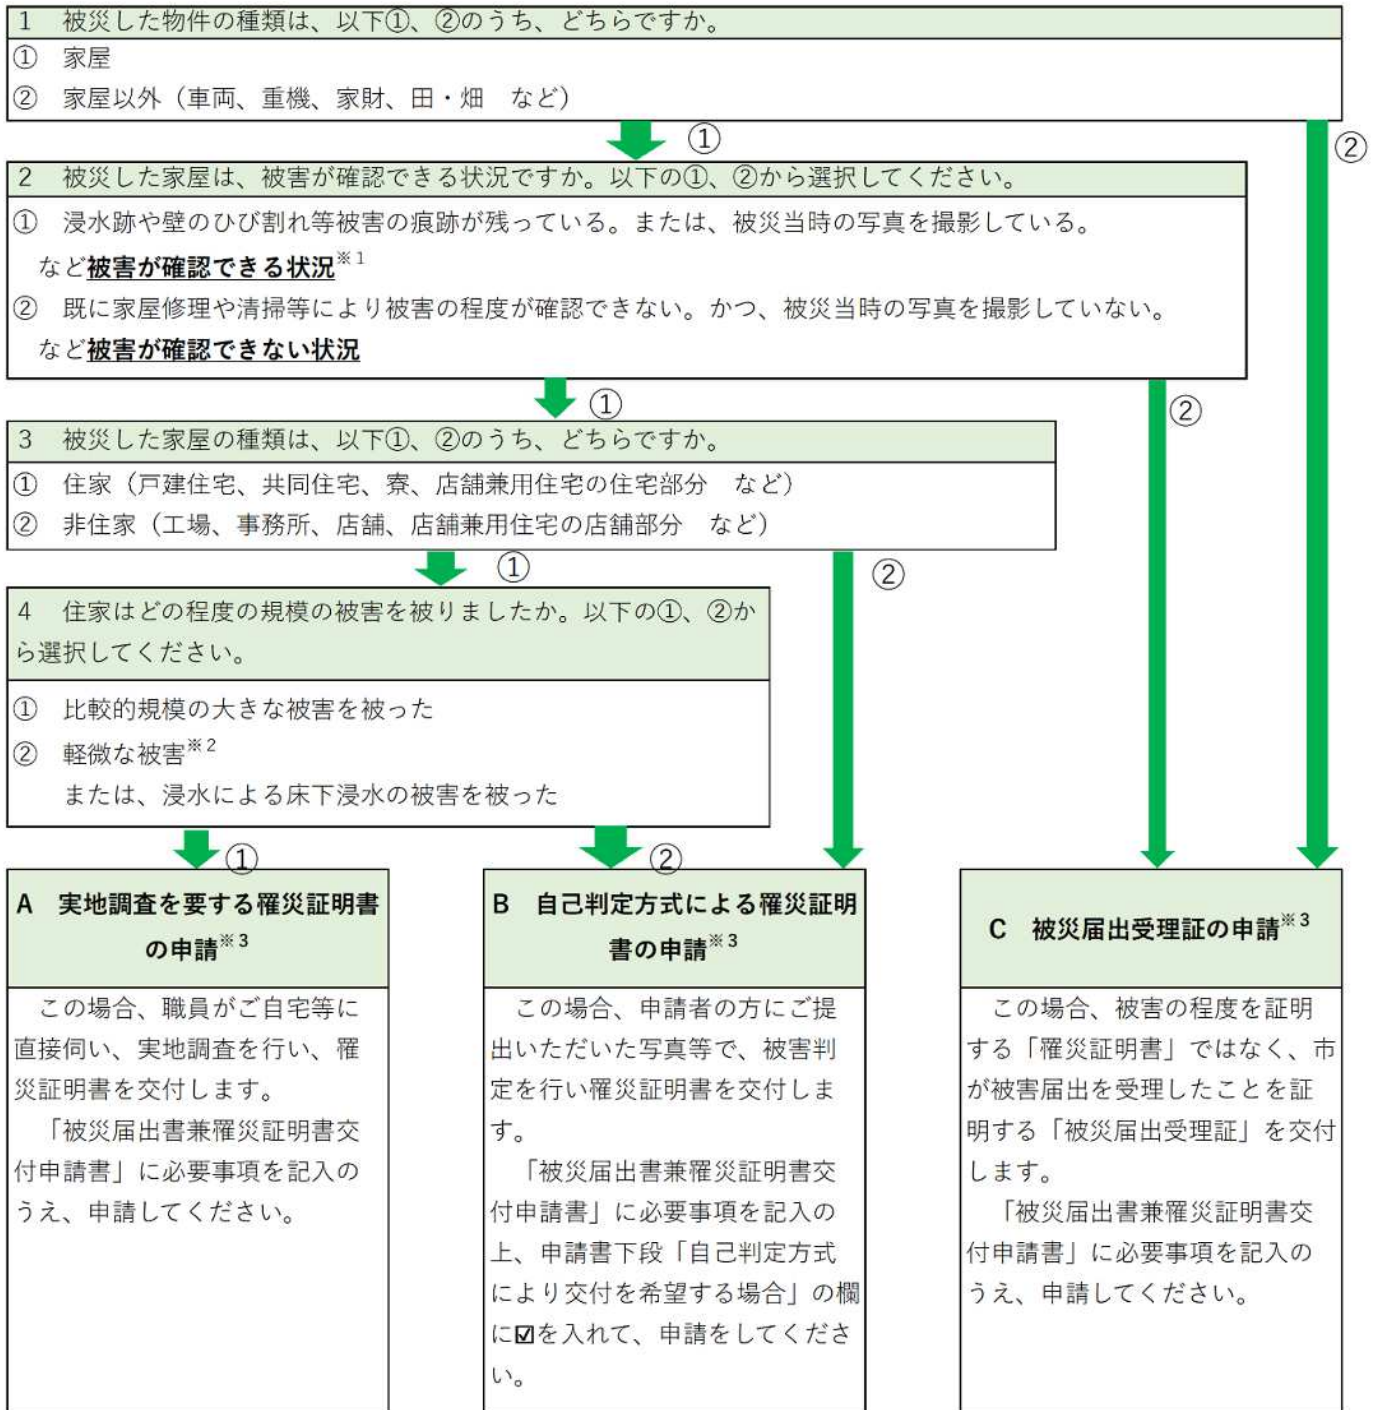 1　被災した物件の種類は、以下①、②のうち、どちらですか。
①　家屋
②　家屋以外（車両、重機、家財、田・畑　など）
①
②
2　被災した家屋は、被害が確認できる状況ですか。以下の①、②から選択してください。
①　浸水跡や壁のひび割れ等被害の痕跡が残っている。または、被災当時の写真を撮影している。
など被害が確認できる状況※1
②　既に家屋修理や清掃等により被害の程度が確認できない。かつ、被災当時の写真を撮影していない。
など被害が確認できない状況
①
②
3　被災した家屋の種類は、以下①、②のうち、どちらですか。
①　住家（戸建住宅、共同住宅、寮、店舗兼用住宅の住宅部分　など）
②　非住家（工場、事務所、店舗、店舗兼用住宅の店舗部分　など）
①
②
4　住家はどの程度の規模の被害を被りましたか。以下の①、②か
ら選択してください。
①　比較的規模の大きな被害を被った
②　軽微な被害※2
または、浸水による床下浸水の被害を被った
①
②
A　実地調査を要する罹災証明書
の申請※3
この場合、職員がご自宅等に
直接伺い、実地調査を行い、罹
災証明書を交付します。
「被災届出書兼罹災証明書交
付申請書」に必要事項を記入の
うえ、申請してください。
B　自己判定方式による罹災証明
書の申請※3
この場合、申請者の方にご提
出いただいた写真等で、被害判
定を行い罹災証明書を交付しま
す。
「被災届出書兼罹災証明書交
付申請書」に必要事項を記入の
上、申請書下段「自己判定方式
により交付を希望する場合」の欄
に☑を入れて、申請をしてくださ
い。
C　被災届出受理証の申請※3
この場合、被害の程度を証明
する「罹災証明書」ではなく、市
が被害届出を受理したことを証
明する「被災届出受理証」を交付
します。
「被災届出書兼罹災証明書交
付申請書」に必要事項を記入の
うえ、申請してください。